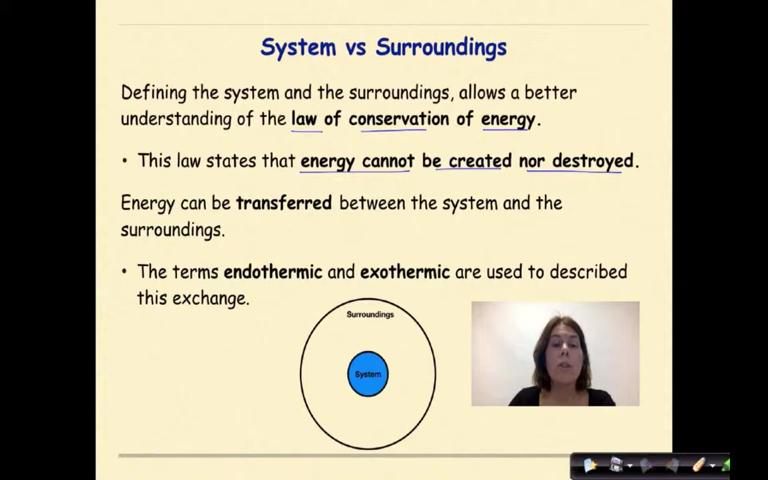 System vs Surroundings
Defining the system and the surroundings, allows a better
understanding of the law of conservation of energy.
• This law states that energy cannot be created nor destroyed.
Energy can be transferred between the system and the
surroundings.
• The terms endothermic and exothermic are used to described
this exchange.
Surroundings
System